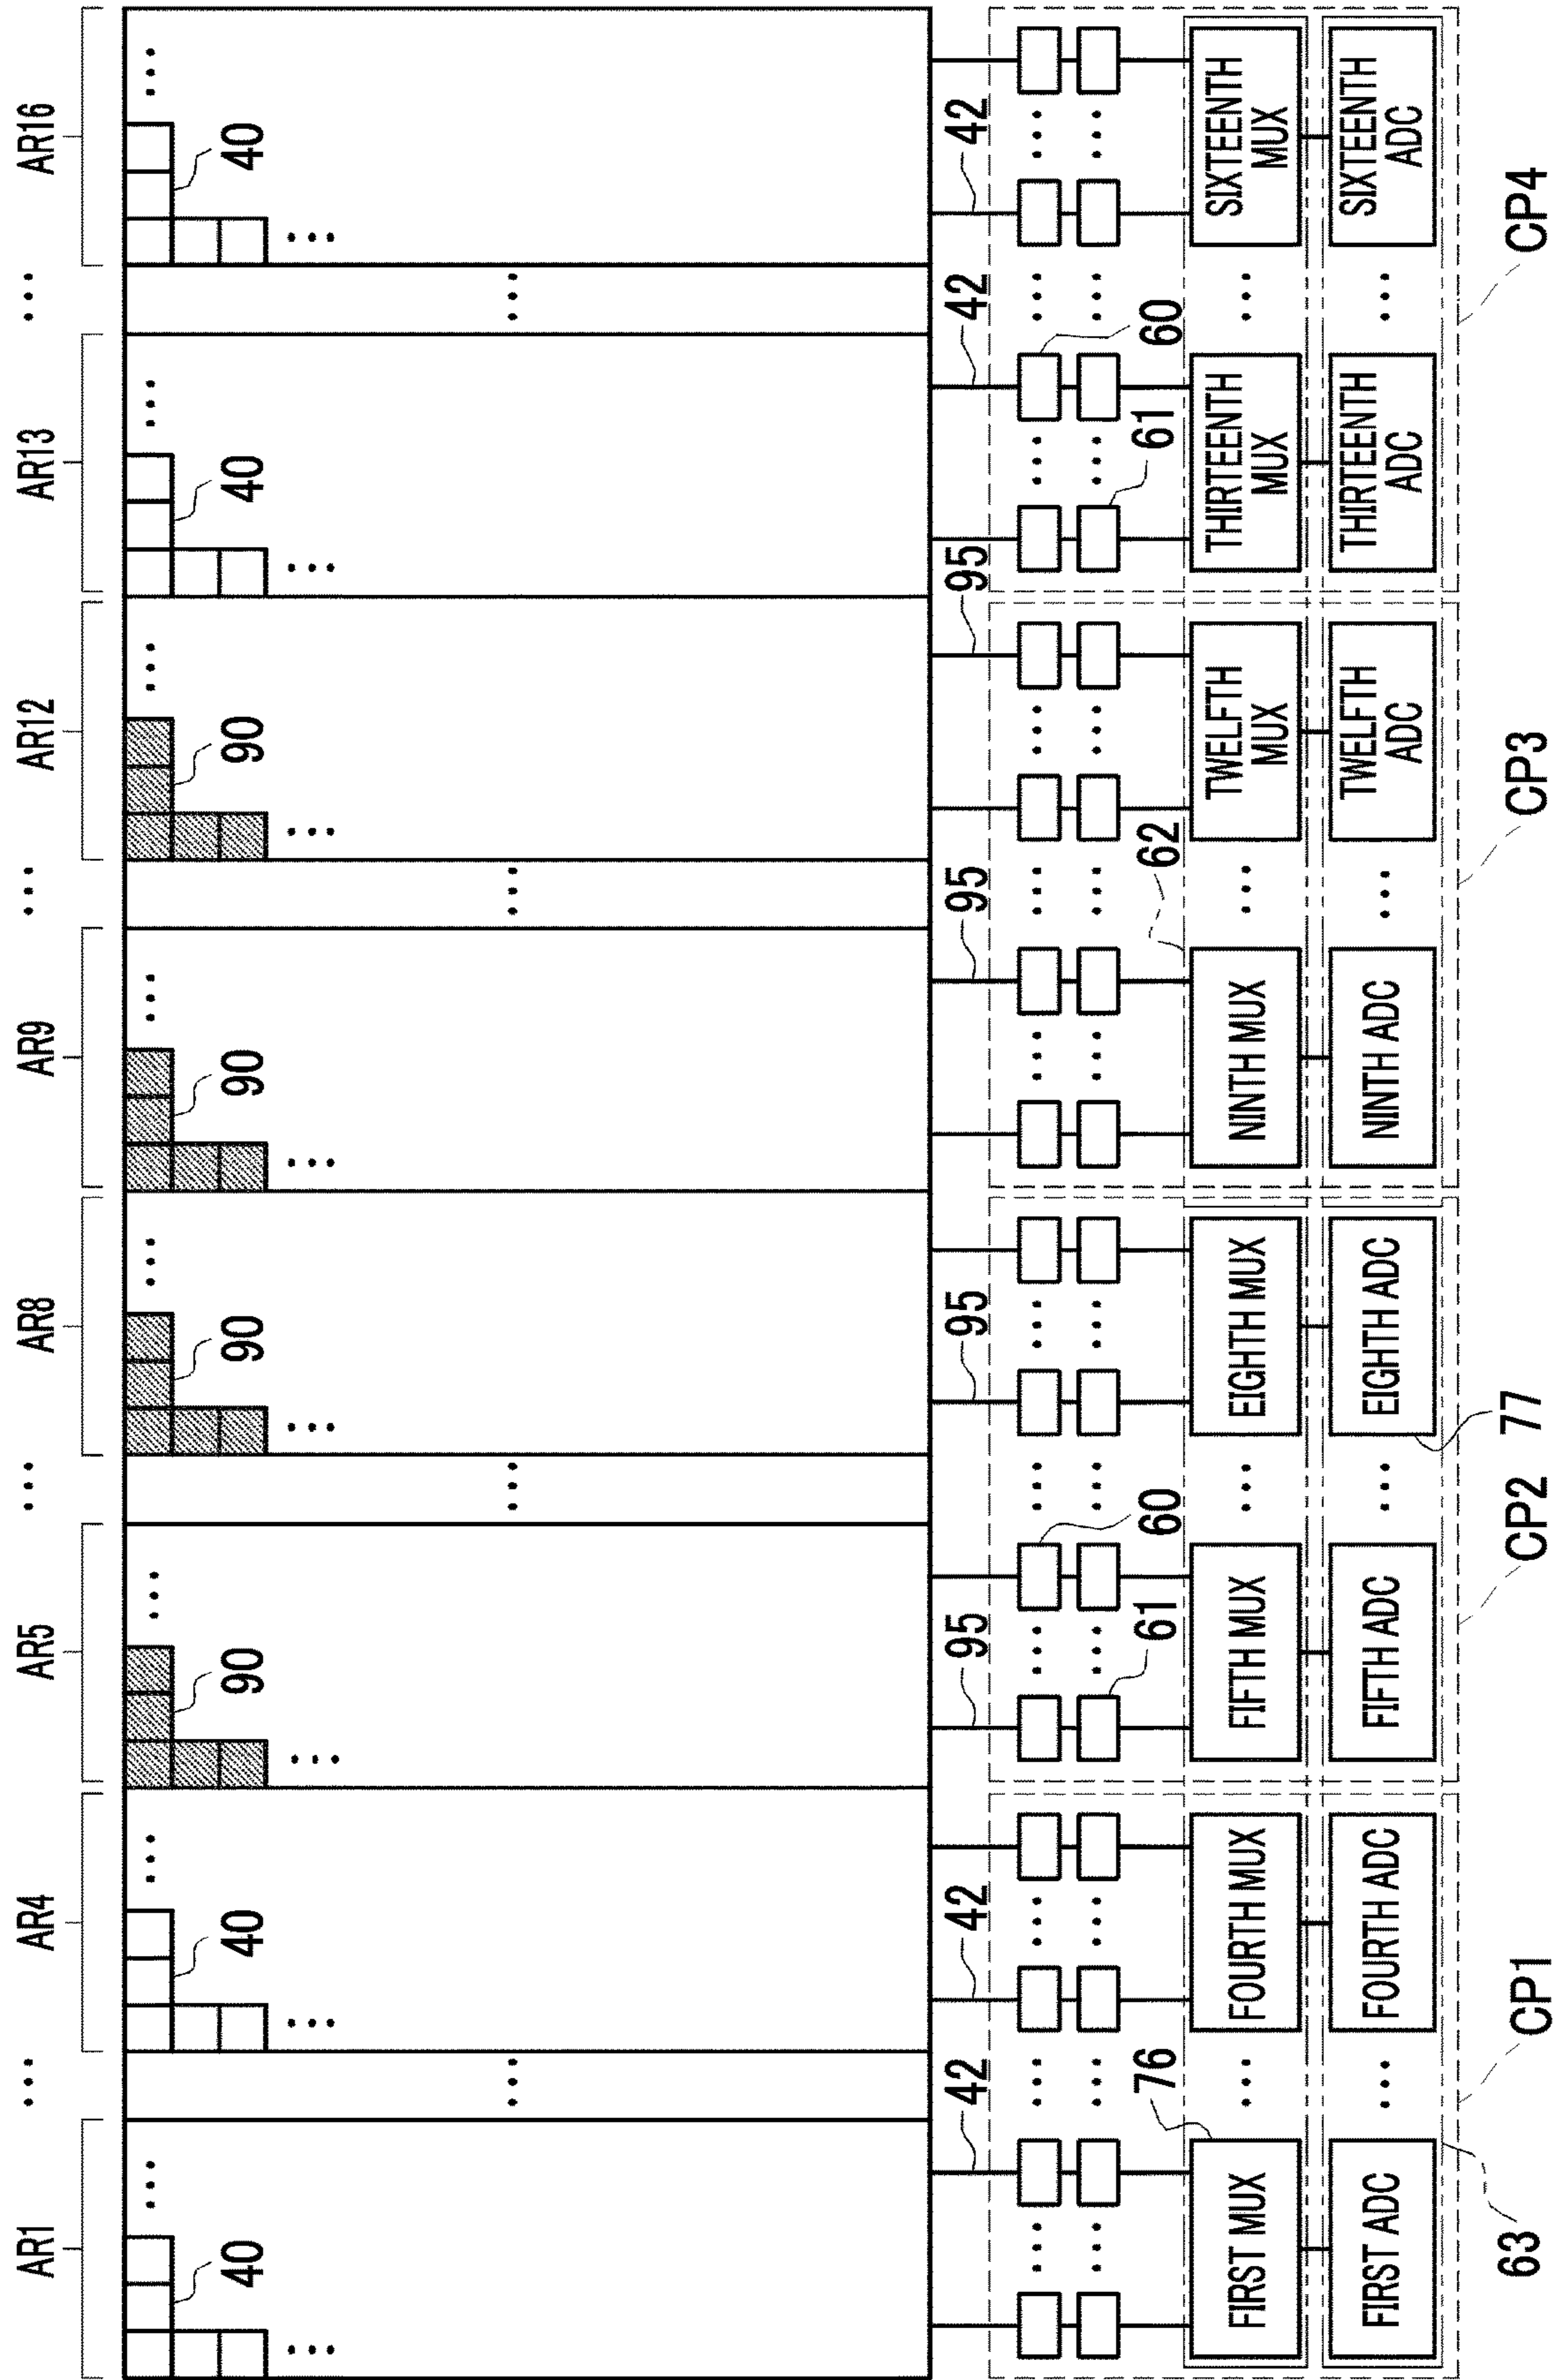 AR1 ... AR4 AR5 ... AR8 AR9 ... AR12 AR13 ... AR16
40 40 90 90 90 90 40 40
42 42 95 95 95 95 42 42
60 60
61 61
76 62
FIRST MUX ... FOURTH MUX FIFTH MUX ... EIGHTH MUX NINTH MUX ... TWELFTH MUX THIRTEENTH MUX ... SIXTEENTH MUX
FIRST ADC ... FOURTH ADC FIFTH ADC ... EIGHTH ADC NINTH ADC ... TWELFTH ADC THIRTEENTH ADC ... SIXTEENTH ADC
63 CP1 CP2 77 CP3 CP4